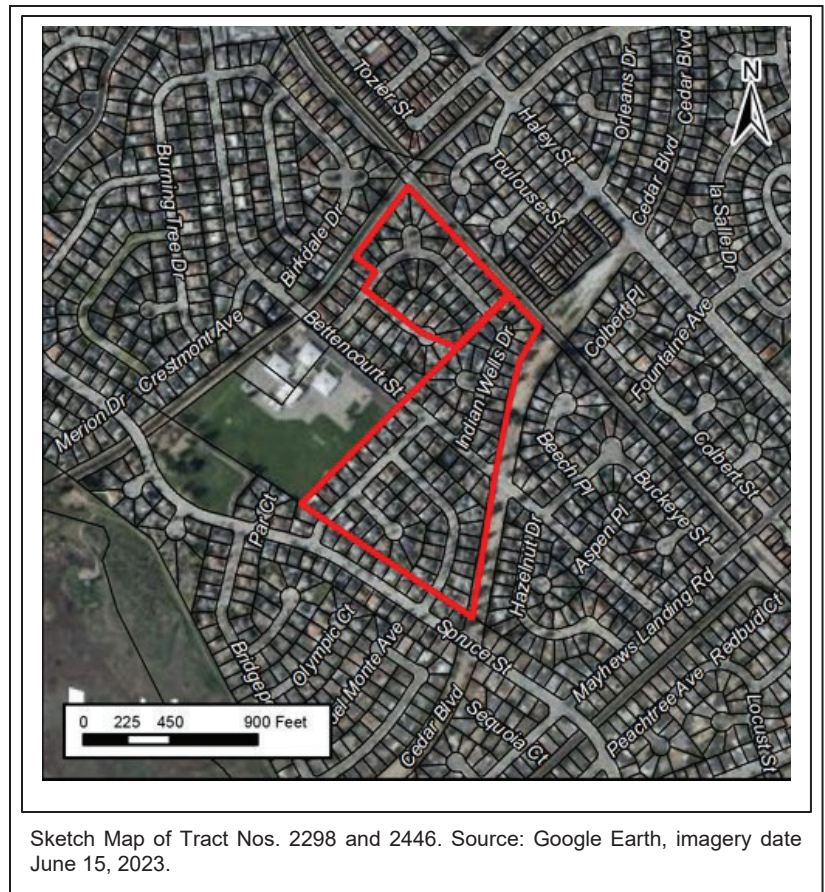 Tozier St
Orleans Dr
Cedar Blvd
N
Haley St
Toulouse St
Burning Tree Dr
Birkdale Dr
Cedar Blvd
la Salle Dr
Colbert Pl
Fountaine Ave
Bettencourt St
Merion Dr
Crestmont Ave
Indian Wells Dr
Colbert St
Beech Pl
Buckeye St
Par Ct
Hazelnut Dr
Aspen Pl
Spruce St
Mayhews Landing Rd
Redbud Ct
Olympic Ct
del Monte Ave
Peachtree Ave
Locust St
Cedar Blvd
Sequoia Ct
0 225 450 900 Feet
Sketch Map of Tract Nos. 2298 and 2446. Source: Google Earth, imagery date
June 15, 2023.